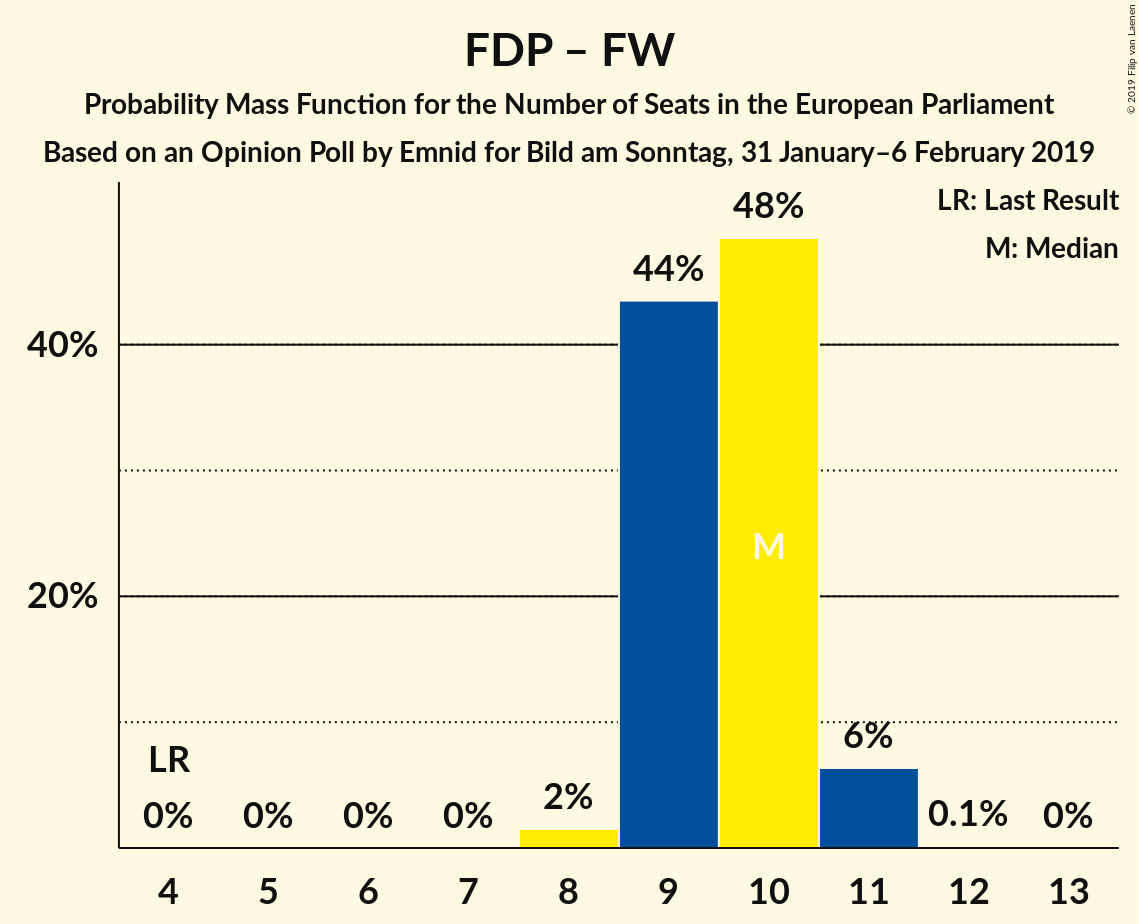 FDP – FW
Probability Mass Function for the Number of Seats in the European Parliament
Based on an Opinion Poll by Emnid for Bild am Sonntag, 31 January–6 February 2019
© 2019 Filip van Laenen
LR: Last Result
M: Median
48%
44%
40%
M
20%
6%
LR
2%
0% 0% 0% 0% 0.1% 0%
4 5 6 7 8 9 10 11 12 13